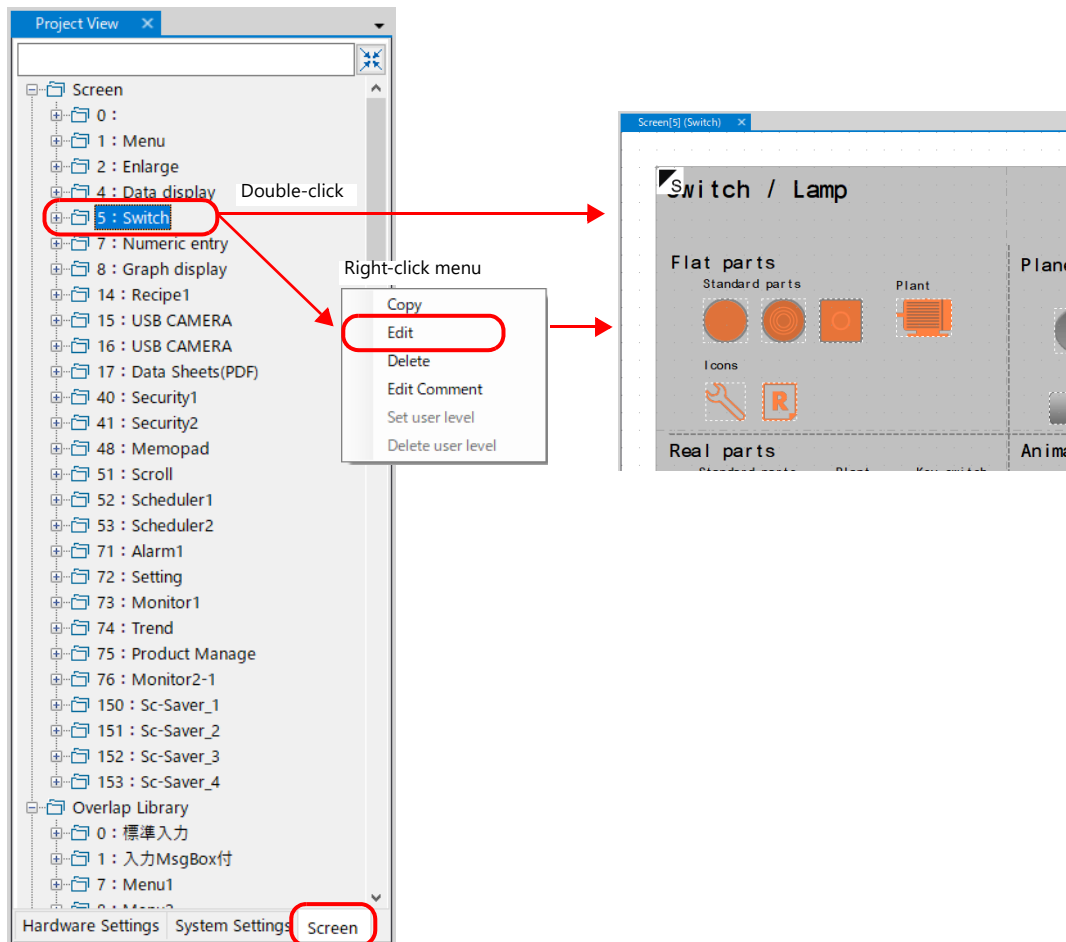 Project View
Screen
0 :
1 : Menu
2 : Enlarge
4 : Data display
5 : Switch
7 : Numeric entry
8 : Graph display
14 : Recipe1
15 : USB CAMERA
16 : USB CAMERA
17 : Data Sheets(PDF)
40 : Security1
41 : Security2
48 : Memopad
51 : Scroll
52 : Scheduler1
53 : Scheduler2
71 : Alarm1
72 : Setting
73 : Monitor1
74 : Trend
75 : Product Manage
76 : Monitor2-1
150 : Sc-Saver_1
151 : Sc-Saver_2
152 : Sc-Saver_3
153 : Sc-Saver_4
Overlap Library
0 : 標準入力
1 : 入力MsgBox付
7 : Menu1
Hardware Settings System Settings Screen
Double-click
Right-click menu
Copy
Edit
Delete
Edit Comment
Set user level
Delete user level
Screen[5] (Switch)
S
Switch / Lamp
Flat parts
Standard parts Plant
Icons
R
Real parts
Standard parts Plant Key switch